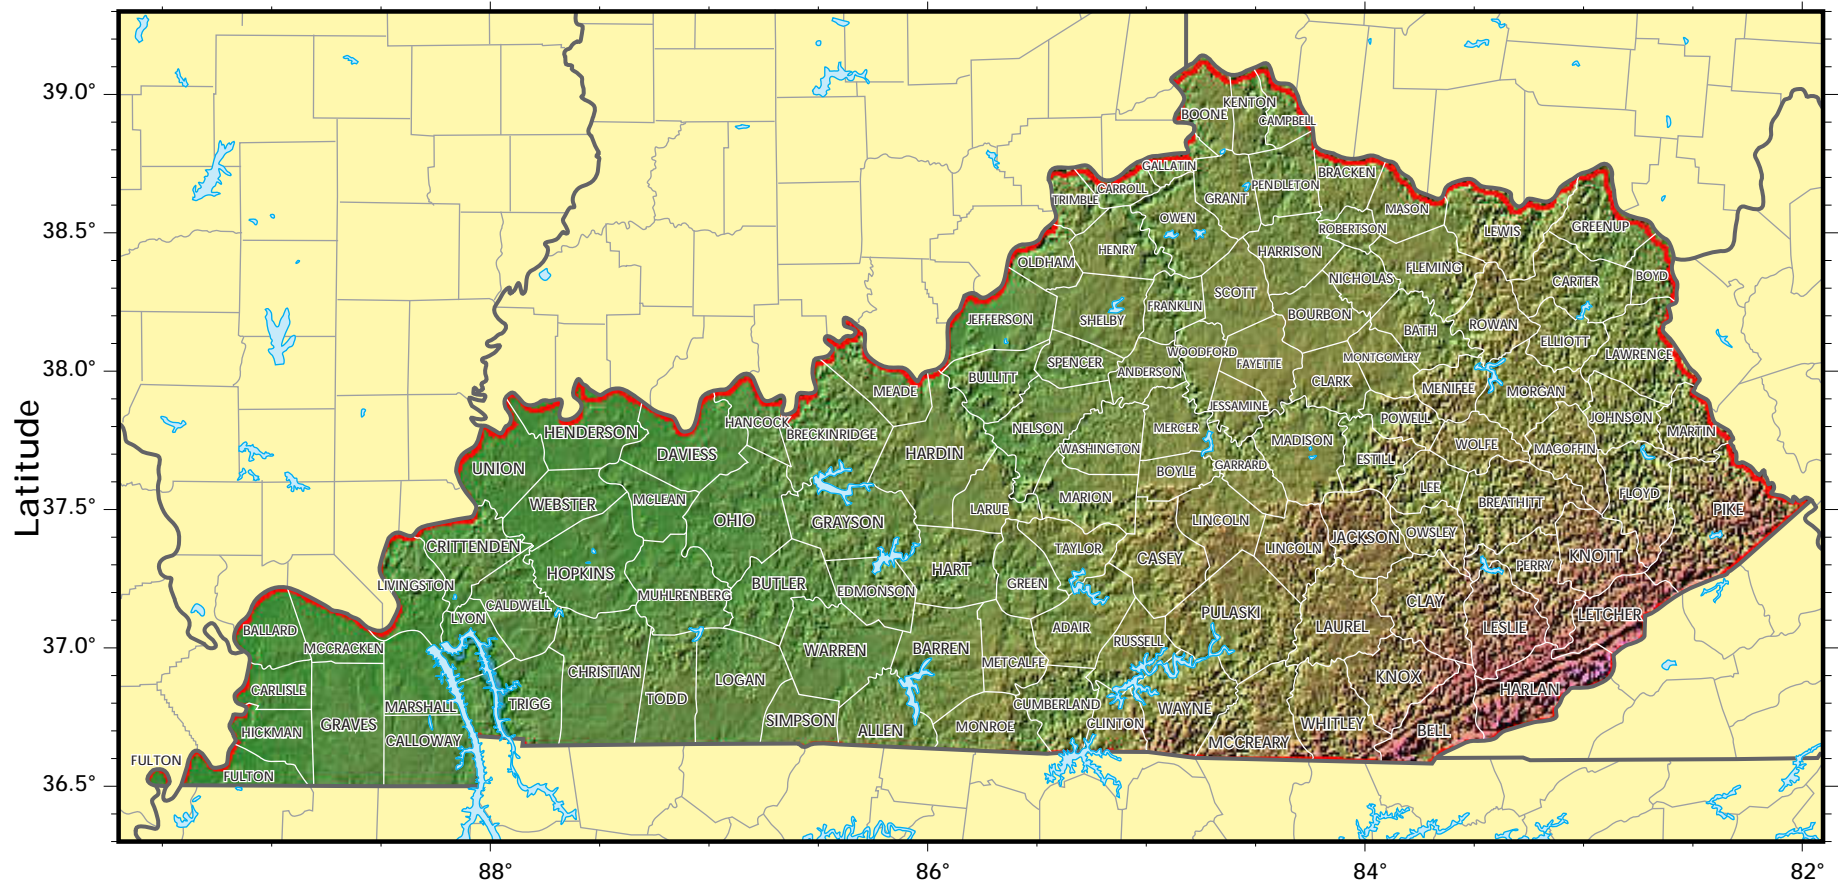 39.0°
KENTON
BOONE
CAMPBELL
GALLATIN
BRACKEN
CARROLL
PENDLETON
TRIMBLE
GRANT
MASON
OWEN
38.5°
ROBERTSON
LEWIS
GREENUP
HENRY
HARRISON
OLDHAM
FLEMING
NICHOLAS
BOYD
CARTER
SCOTT
FRANKLIN
JEFFERSON
SHELBY
BOURBON
ROWAN
BATH
ELLIOTT
WOODFORD
LAWRENCE
MONTGOMERY
SPENCER
FAYETTE
38.0°
ANDERSON
BULLITT
CLARK
MENIFEE
MORGAN
MEADE
JESSAMINE
POWELL
JOHNSON
HANCOCK
NELSON
MERCER
MARTIN
HENDERSON
BRECKINRIDGE
MADISON
WOLFE
WASHINGTON
MAGOFFIN
DAVIESS
HARDIN
ESTILL
UNION
BOYLE
GARRARD
LEE
FLOYD
MCLEAN
MARION
BREATHITT
WEBSTER
37.5°
LARUE
PIKE
OHIO
GRAYSON
LINCOLN
OWSLEY
JACKSON
CRITTENDEN
TAYLOR
LINCOLN
CASEY
KNOTT
PERRY
HART
HOPKINS
LIVINGSTON
BUTLER
GREEN
EDMONSON
MUHLRENBERG
CLAY
CALDWELL
PULASKI
LETCHER
LYON
BALLARD
ADAIR
LAUREL
LESLIE
RUSSELL
37.0°
MCCRACKEN
WARREN
BARREN
METCALFE
CHRISTIAN
KNOX
LOGAN
CARLISLE
HARLAN
TODD
TRIGG
CUMBERLAND
MARSHALL
WAYNE
GRAVES
SIMPSON
CLINTON
WHITLEY
MONROE
HICKMAN
ALLEN
BELL
CALLOWAY
MCCREARY
FULTON
FULTON
36.5°
Latitude
88°
86°
84°
82°